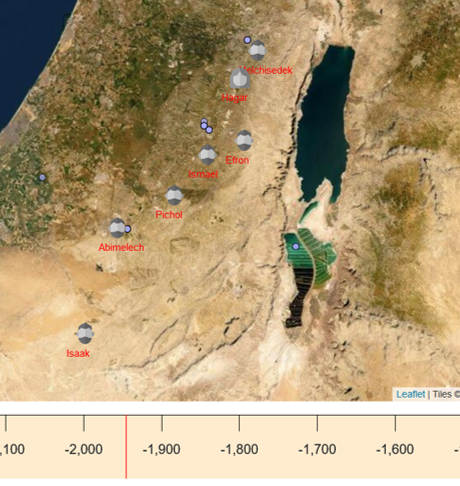 Melchisedek
Hagar
Efron
Ismael
Pichol
Abimelech
Isaak
Leaflet | Tiles ©
,100 -2,000 -1,900 -1,800 -1,700 -1,600